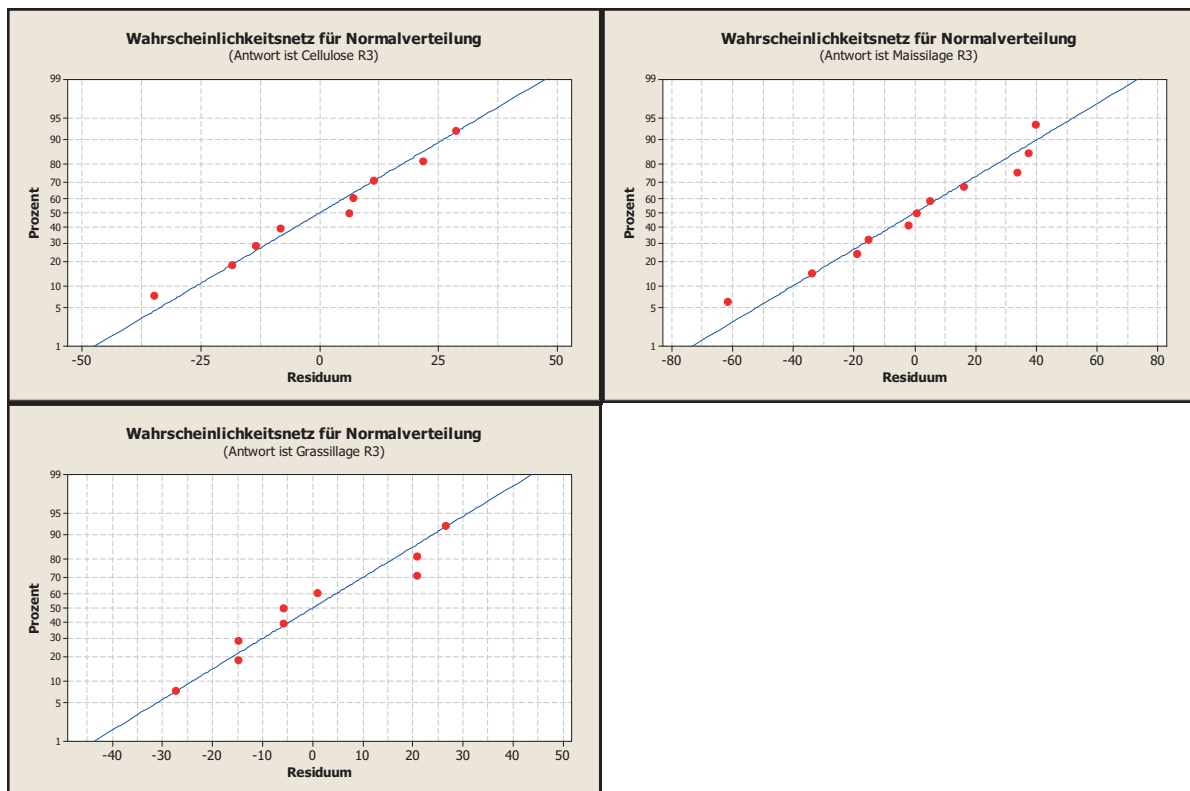 Wahrscheinlichkeitsnetz für Normalverteilung
(Antwort ist Cellulose R3)
99
95
90
80
70
60
50
40
30
20
10
5
1
Prozent
-50 -25 0 25 50
Residuum
Wahrscheinlichkeitsnetz für Normalverteilung
(Antwort ist Maissilage R3)
99
95
90
80
70
60
50
40
30
20
10
5
1
Prozent
-80 -60 -40 -20 0 20 40 60 80
Residuum
Wahrscheinlichkeitsnetz für Normalverteilung
(Antwort ist Grassillage R3)
99
95
90
80
70
60
50
40
30
20
10
5
1
Prozent
-40 -30 -20 -10 0 10 20 30 40 50
Residuum